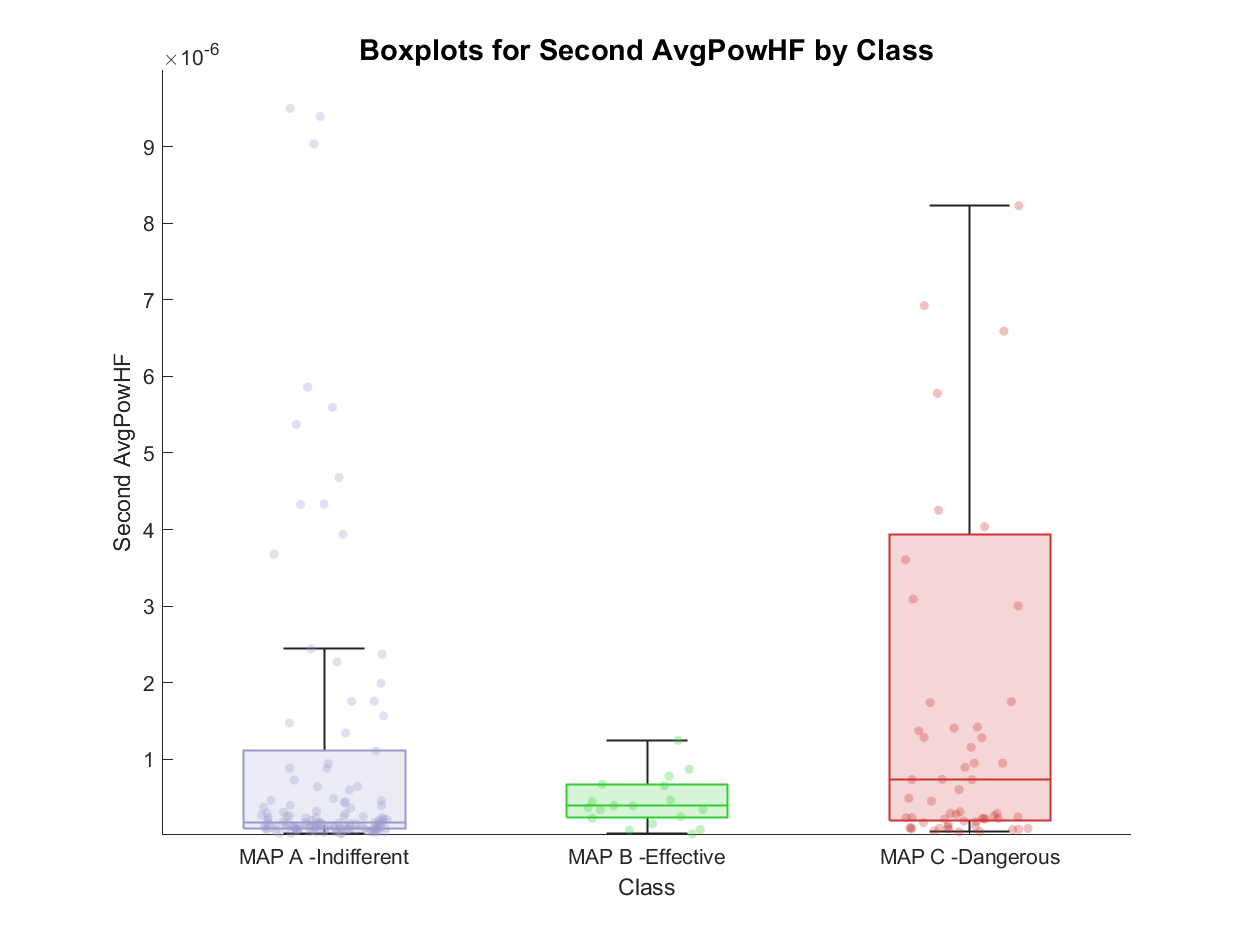 Boxplots for Second AvgPowHF by Class
×10-6
9
8
7
6
5
4
3
2
1
Second AvgPowHF
MAP A -Indifferent
MAP B -Effective
MAP C -Dangerous
Class